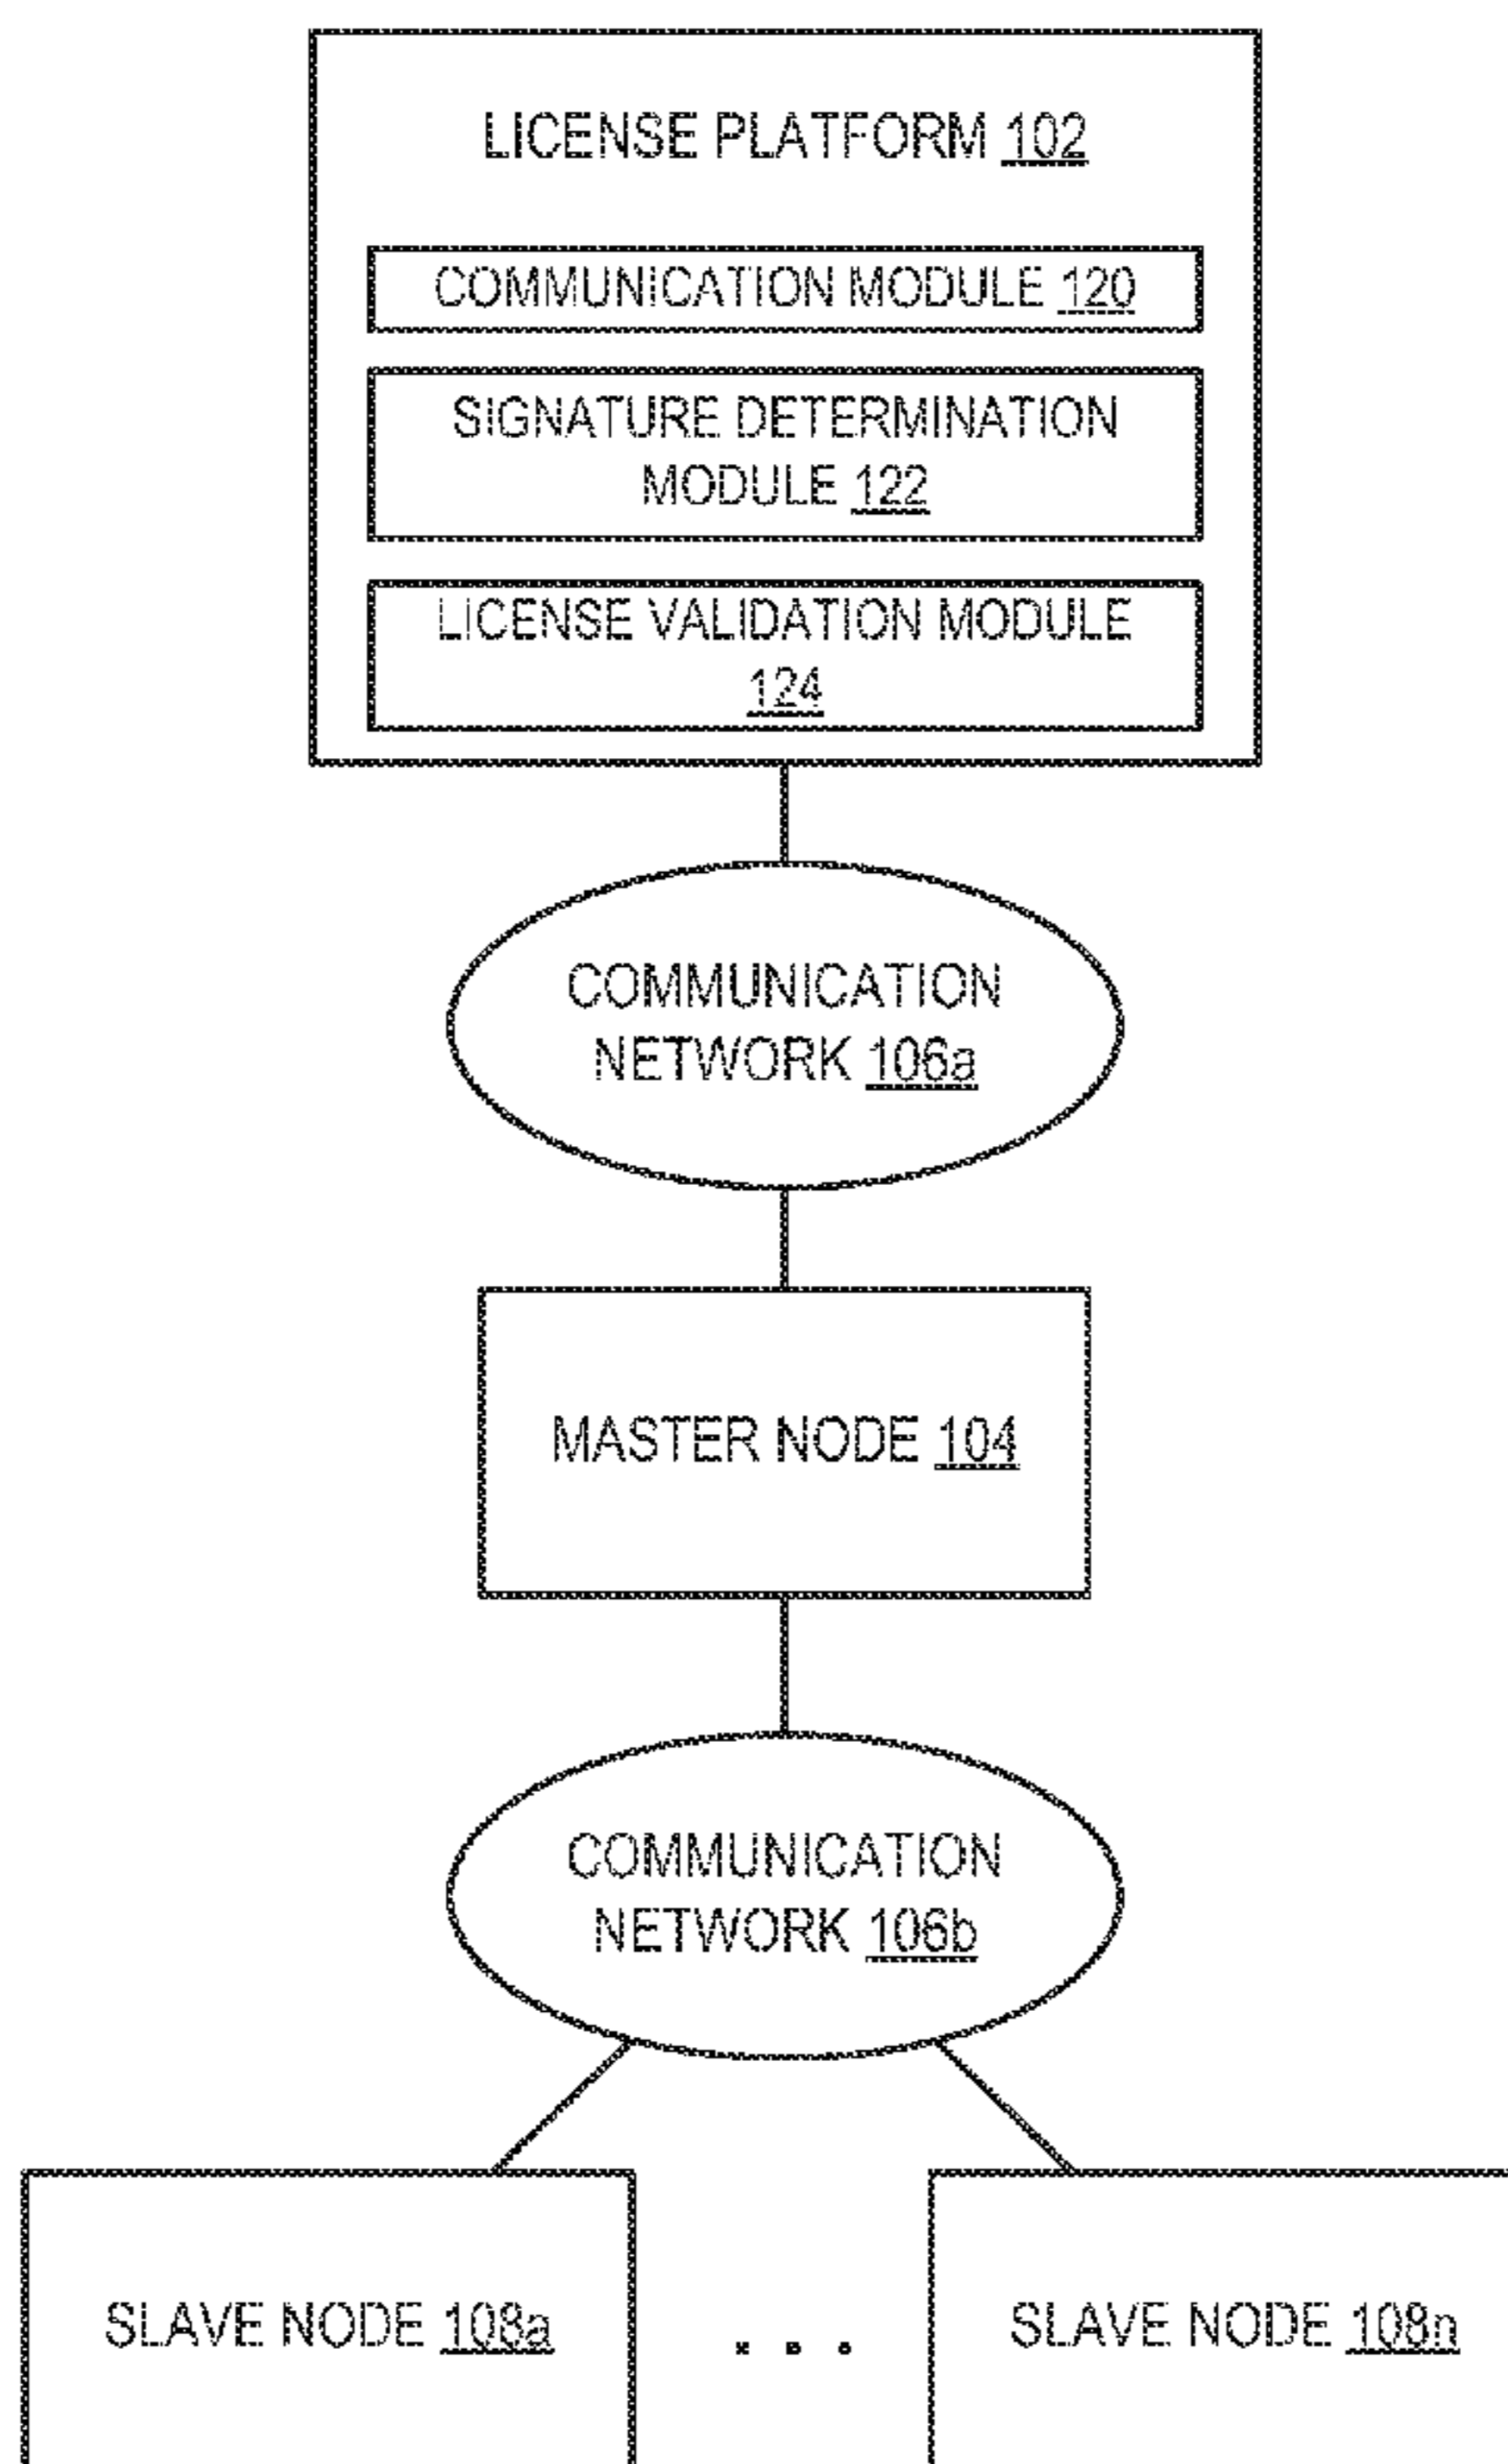 LICENSE PLATFORM 102
COMMUNICATION MODULE 120
SIGNATURE DETERMINATION
MODULE 122
LICENSE VALIDATION MODULE
124
COMMUNICATION
NETWORK 106a
MASTER NODE 104
COMMUNICATION
NETWORK 106b
SLAVE NODE 108a
. . .
SLAVE NODE 108n